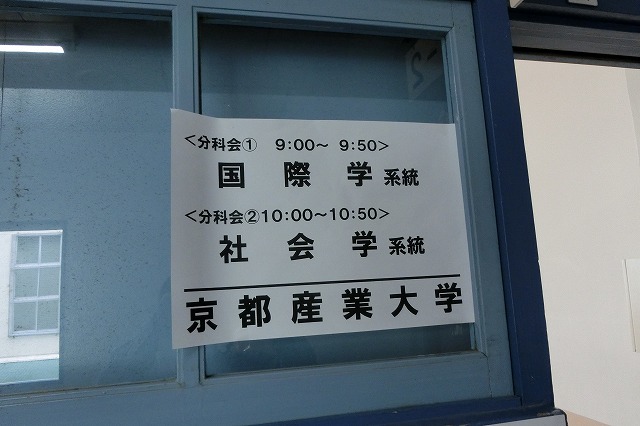 <分科会① 9:00～ 9:50>
国際学系統
<分科会②10:00～10:50>
社会学系統
京都産業大学